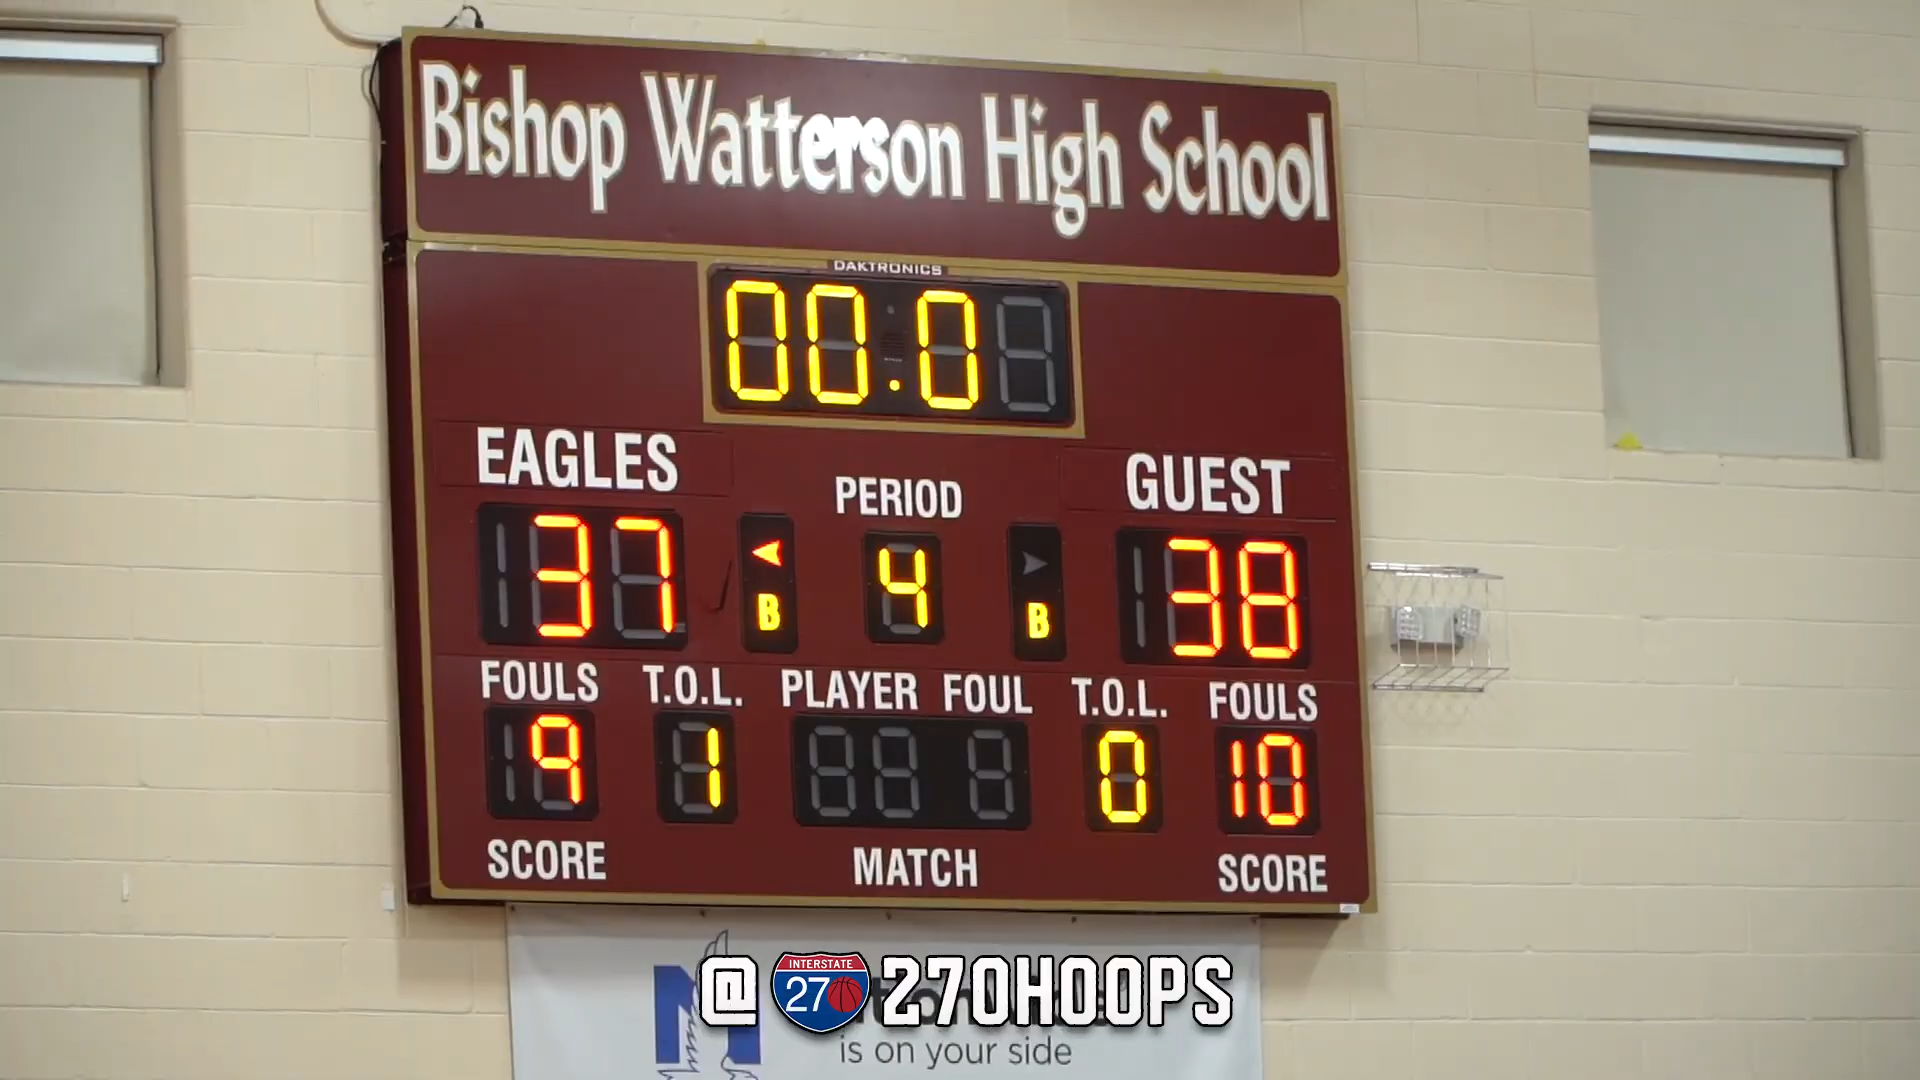 Bishop Watterson High School
DAKTRONICS
00.0
EAGLES
PERIOD
GUEST
37
B
4
B
38
FOULS T.O.L. PLAYER FOUL T.O.L. FOULS
9 1 0 10
SCORE MATCH SCORE
@ INTERSTATE 270 270HOOPS
is on your side